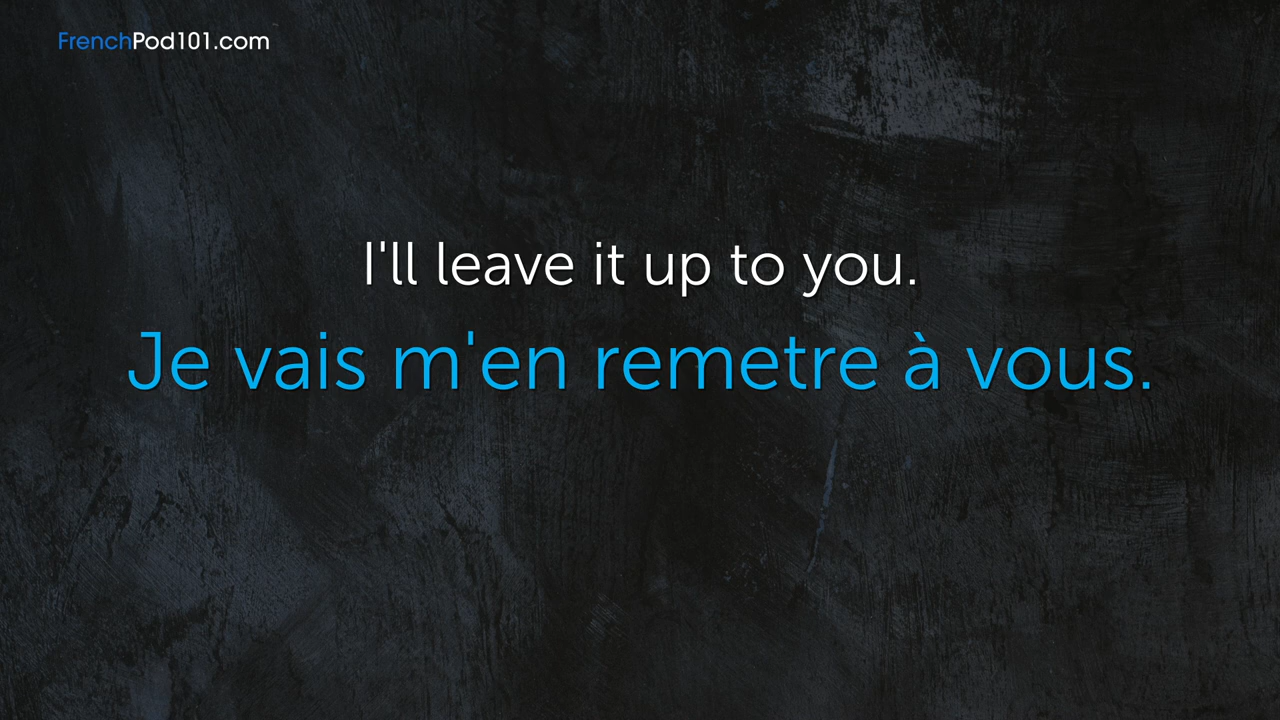 FrenchPod101.com
I'll leave it up to you.
Je vais m'en remetre à vous.